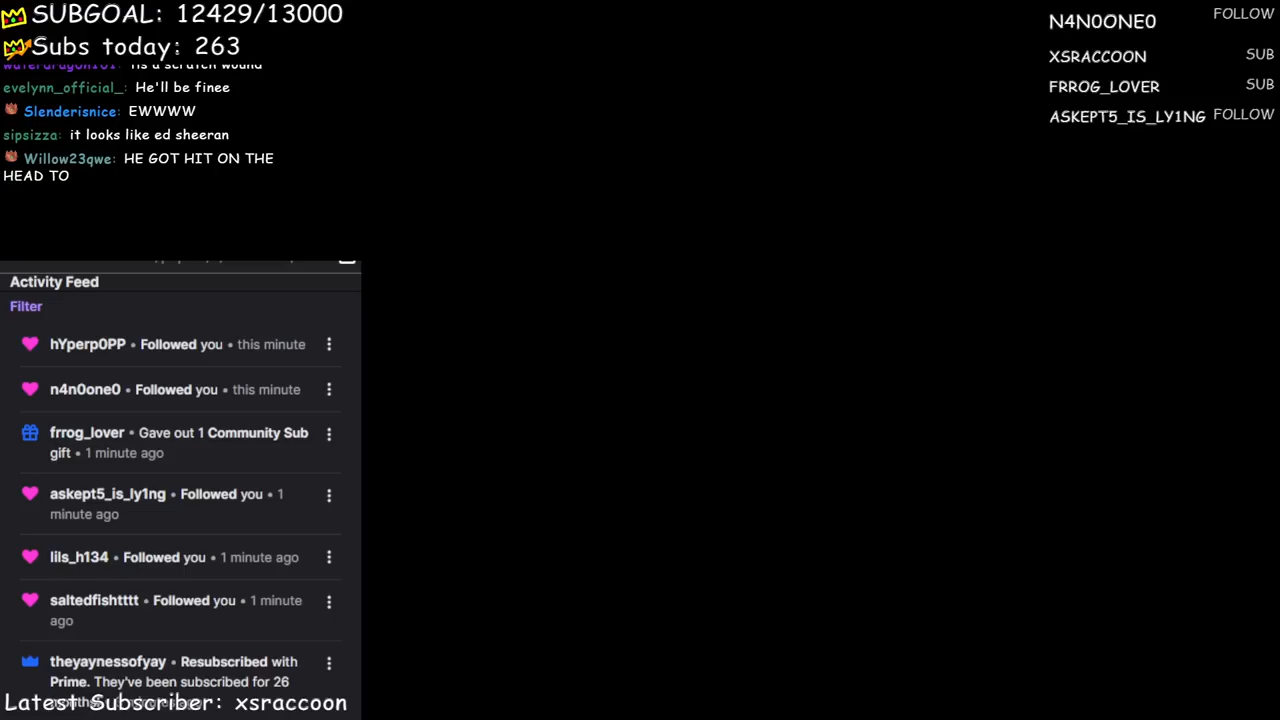 SUBGOAL: 12429/13000
Subs today: 263
waterdragon101: its a scratch wound
evelynn_official_: He'll be finee
Slenderisnice: EWWWW
sipsizza: it looks like ed sheeran
Willow23qwe: HE GOT HIT ON THE
HEAD TO
N4N0ONE0 FOLLOW
XSRACCOON SUB
FRROG_LOVER SUB
ASKEPT5_IS_LY1NG FOLLOW
Activity Feed
Filter
hYperp0PP • Followed you • this minute
n4n0one0 • Followed you • this minute
frrog_lover • Gave out 1 Community Sub
gift • 1 minute ago
askept5_is_ly1ng • Followed you • 1
minute ago
lils_h134 • Followed you • 1 minute ago
saltedfishtttt • Followed you • 1 minute
ago
theyaynessofyay • Resubscribed with
Prime. They've been subscribed for 26
Latest Subscriber: xsraccoon